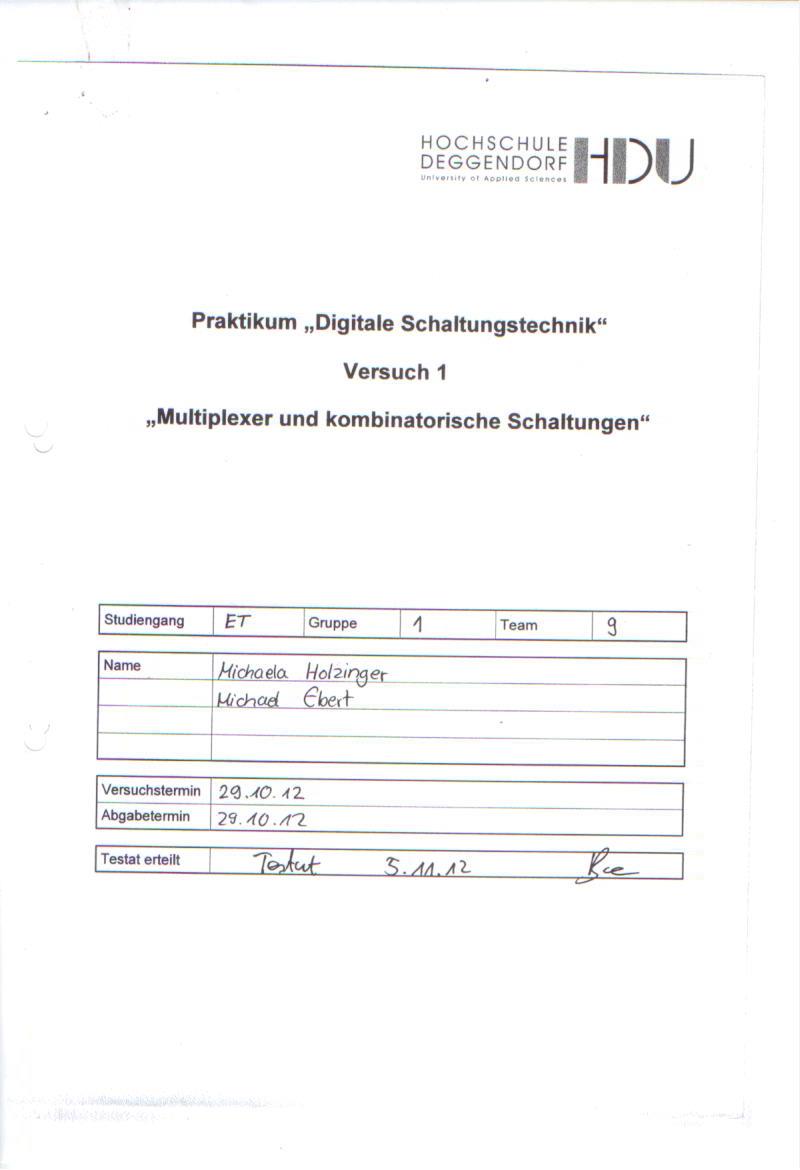 HOCHSCHULE
DEGGENDORF
University of Applied Sciences
HDU
Praktikum „Digitale Schaltungstechnik“
Versuch 1
„Multiplexer und kombinatorische Schaltungen“
Studiengang ET Gruppe 1 Team 9
Name Michaela Holzinger
Michael Ebert
Versuchstermin 29.10.12
Abgabetermin 29.10.12
Testat erteilt Testat 5.11.12